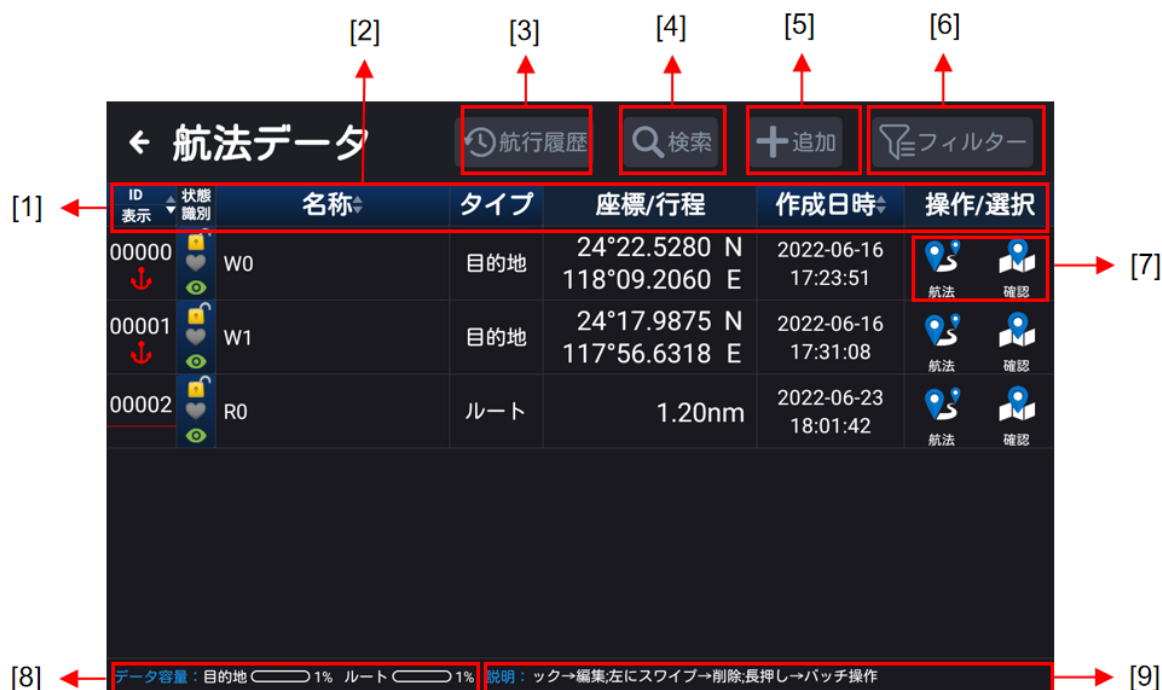 [2] [3] [4] [5] [6]
航法データ 航行履歴 検索 追加 フィルター
[1] ID 表示 状態 識別 名称 タイプ 座標/行程 作成日時 操作/選択
00000 W0 目的地 24°22.5280 N 2022-06-16
118°09.2060 E 17:23:51
航法 確認 [7]
00001 W1 目的地 24°17.9875 N 2022-06-16
117°56.6318 E 17:31:08
航法 確認
00002 R0 ルート 1.20nm 2022-06-23
18:01:42
航法 確認
[8] データ容量：目的地 1% ルート 1% 説明：ック→編集;左にスワイプ→削除;長押し→バッチ操作 [9]